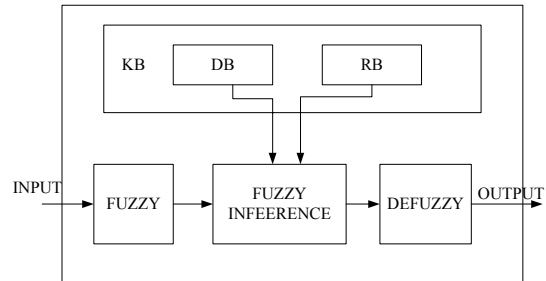 KB
DB
RB
INPUT
FUZZY
FUZZY
INFEERENCE
DEFUZZY
OUTPUT